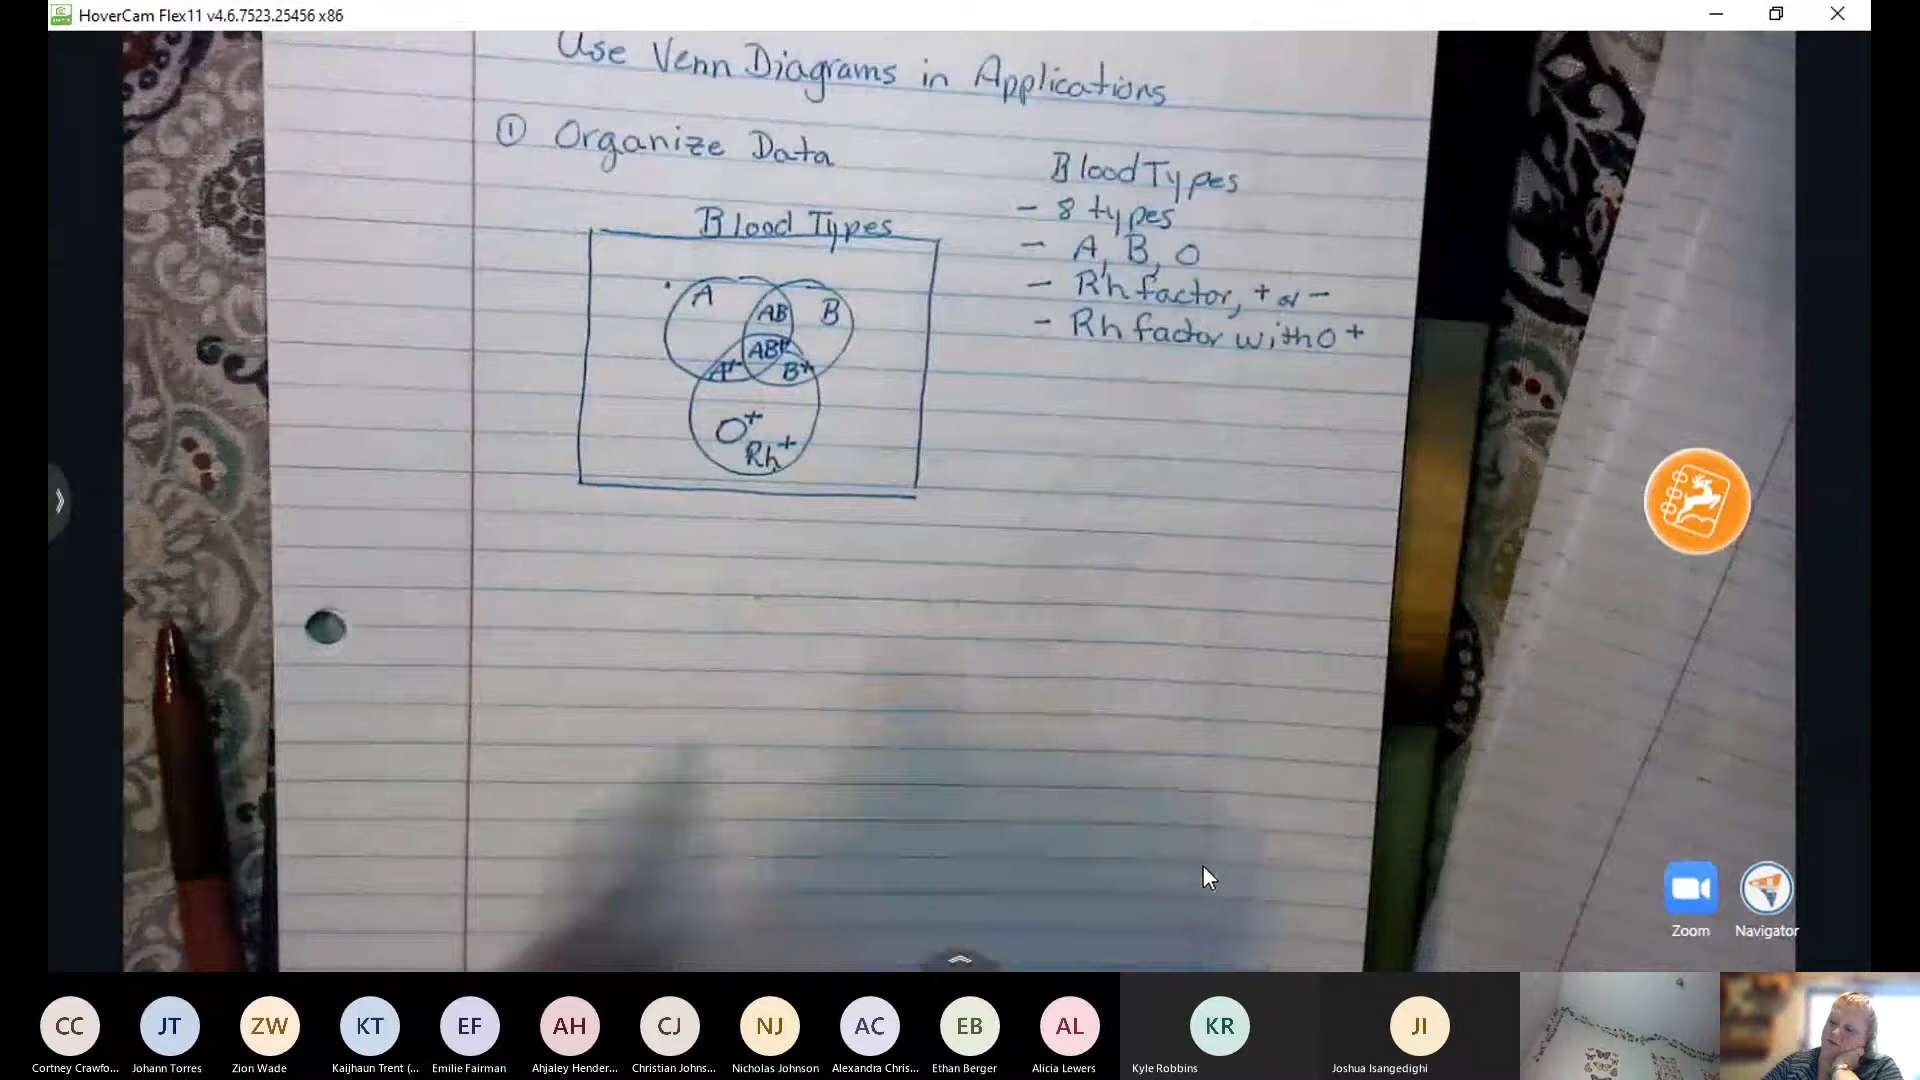 HoverCam Flex11 v4.6.7523.25456 x86
Use Venn Diagrams in Applications
① Organize Data
Blood Types
A
AB
B
AB+
A+
B+
O+
Rh+
Blood Types
- 8 types
- A, B, O
- Rh factor, + or -
- Rh factor with O +
Zoom
Navigator
CC
JT
ZW
KT
EF
AH
CJ
NJ
AC
EB
AL
KR
JI
Cortney Crawfo...
Johann Torres
Zion Wade
Kaijhaun Trent (...
Emilie Fairman
Ahjaley Hender...
Christian Johns...
Nicholas Johnson
Alexandra Chris...
Ethan Berger
Alicia Lewers
Kyle Robbins
Joshua Isangedighi